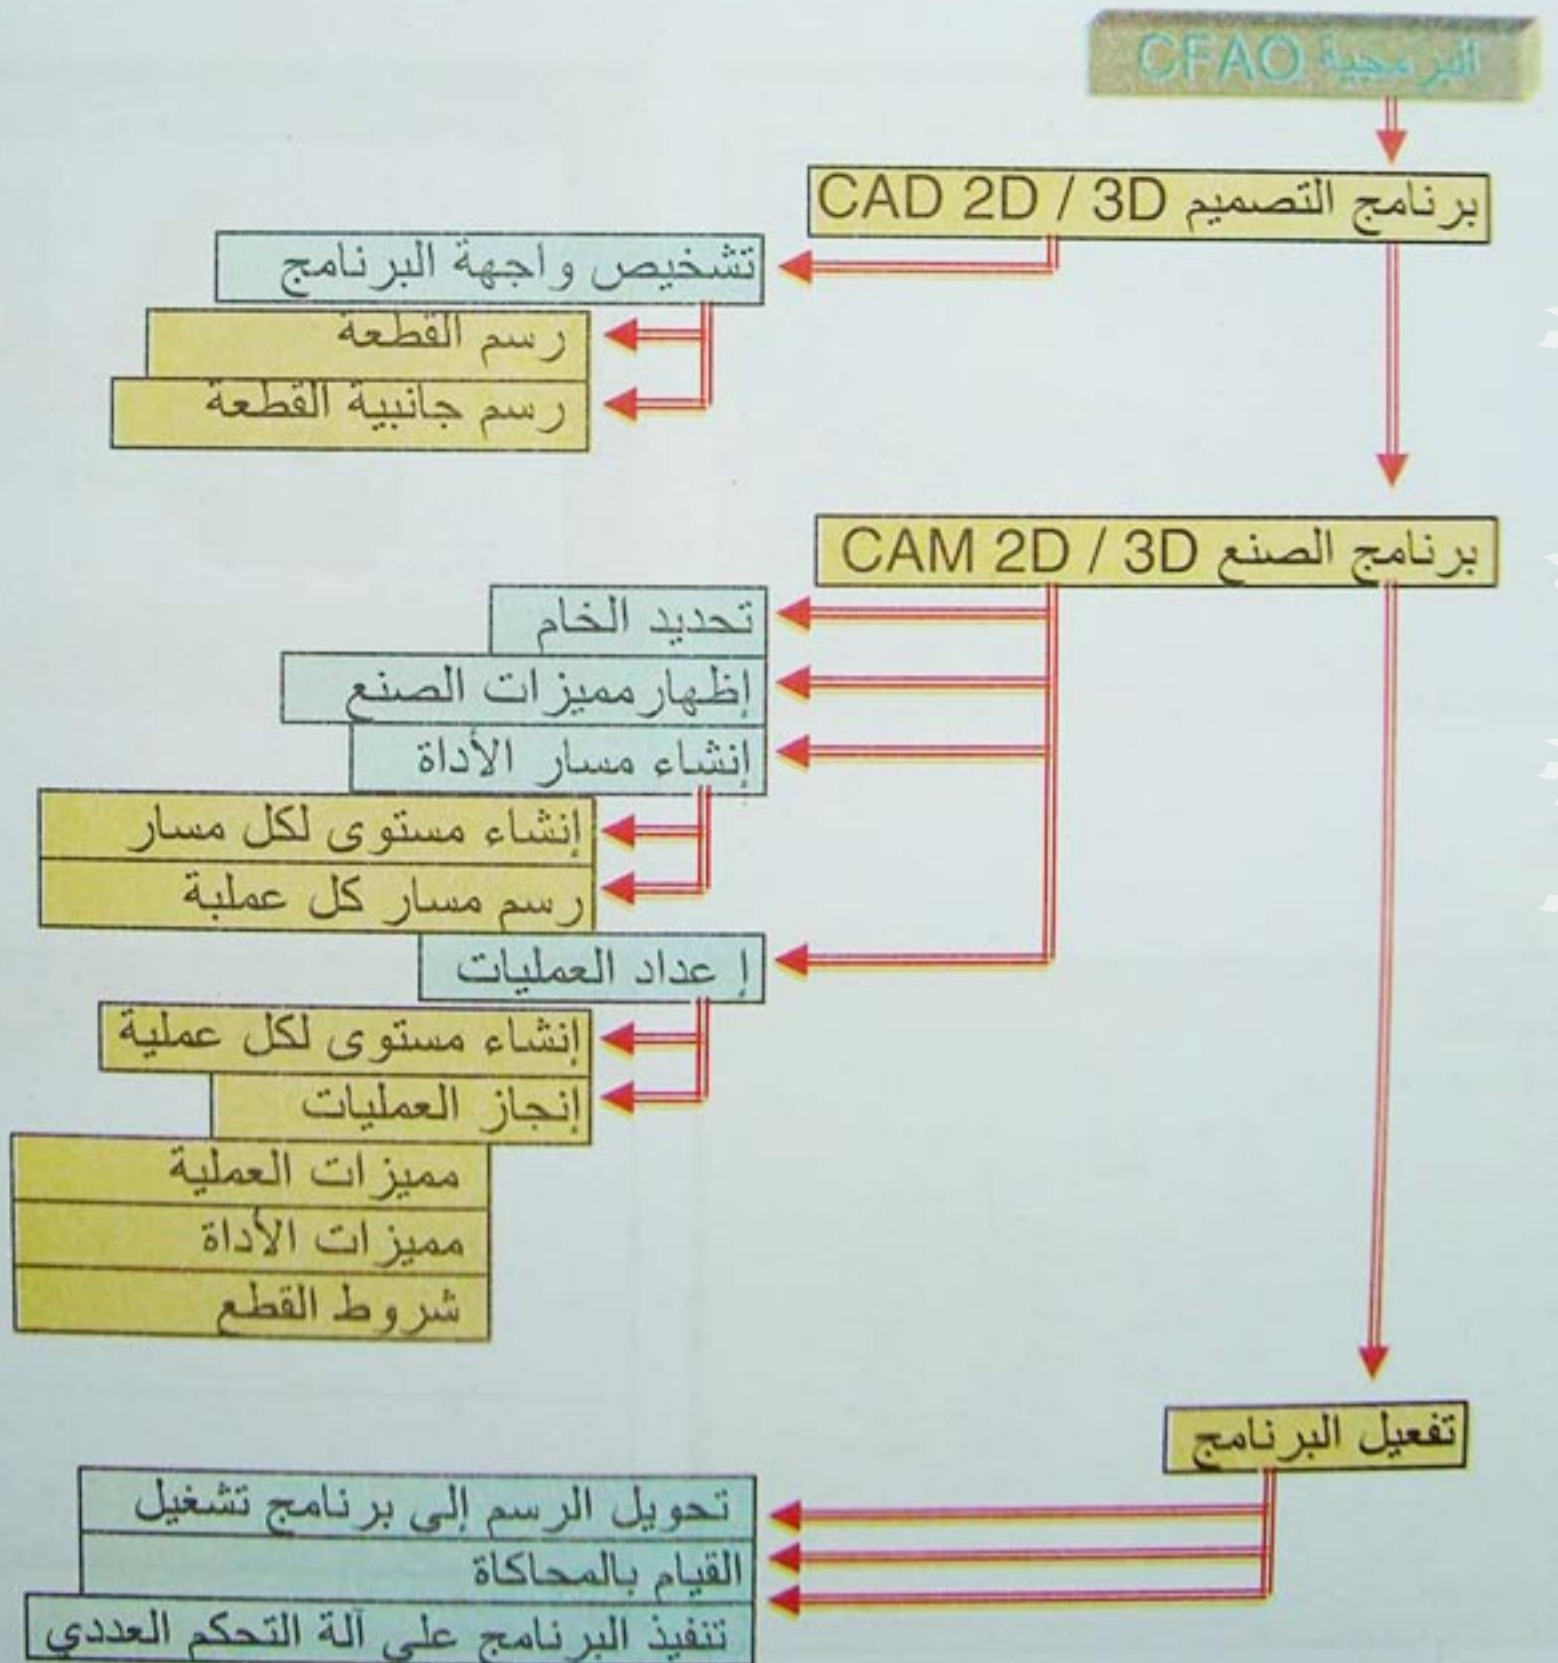 البرمجية CFAO
برنامج التصميم CAD 2D / 3D
تشخيص واجهة البرنامج
رسم القطعة
رسم جانبية القطعة
برنامج الصنع CAM 2D / 3D
تحديد الخام
إظهار مميزات الصنع
إنشاء مسار الأداة
إنشاء مستوى لكل مسار
رسم مسار كل عملبة
إ عداد العمليات
إنشاء مستوى لكل عملية
إنجاز العمليات
مميزات العملية
مميزات الأداة
شروط القطع
تفعيل البرنامج
تحويل الرسم إلى برنامج تشغيل
القيام بالمحاكاة
تنفيذ البرنامج على آلة التحكم العددي